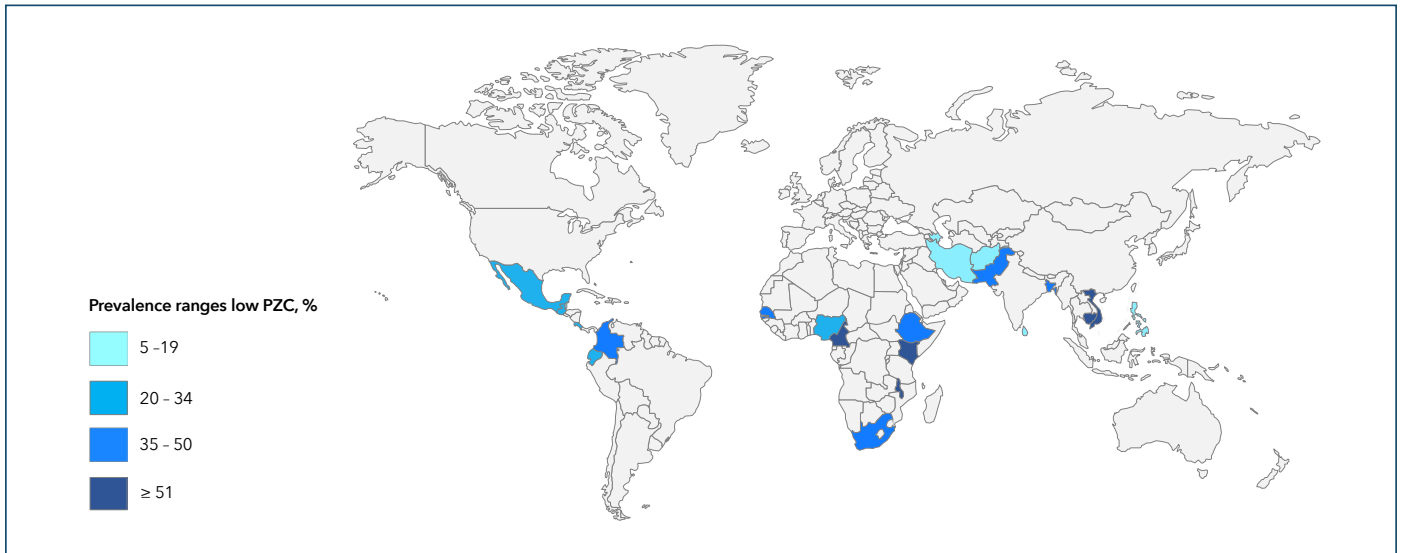 Prevalence ranges low PZC, %
5 –19
20 – 34
35 – 50
≥ 51